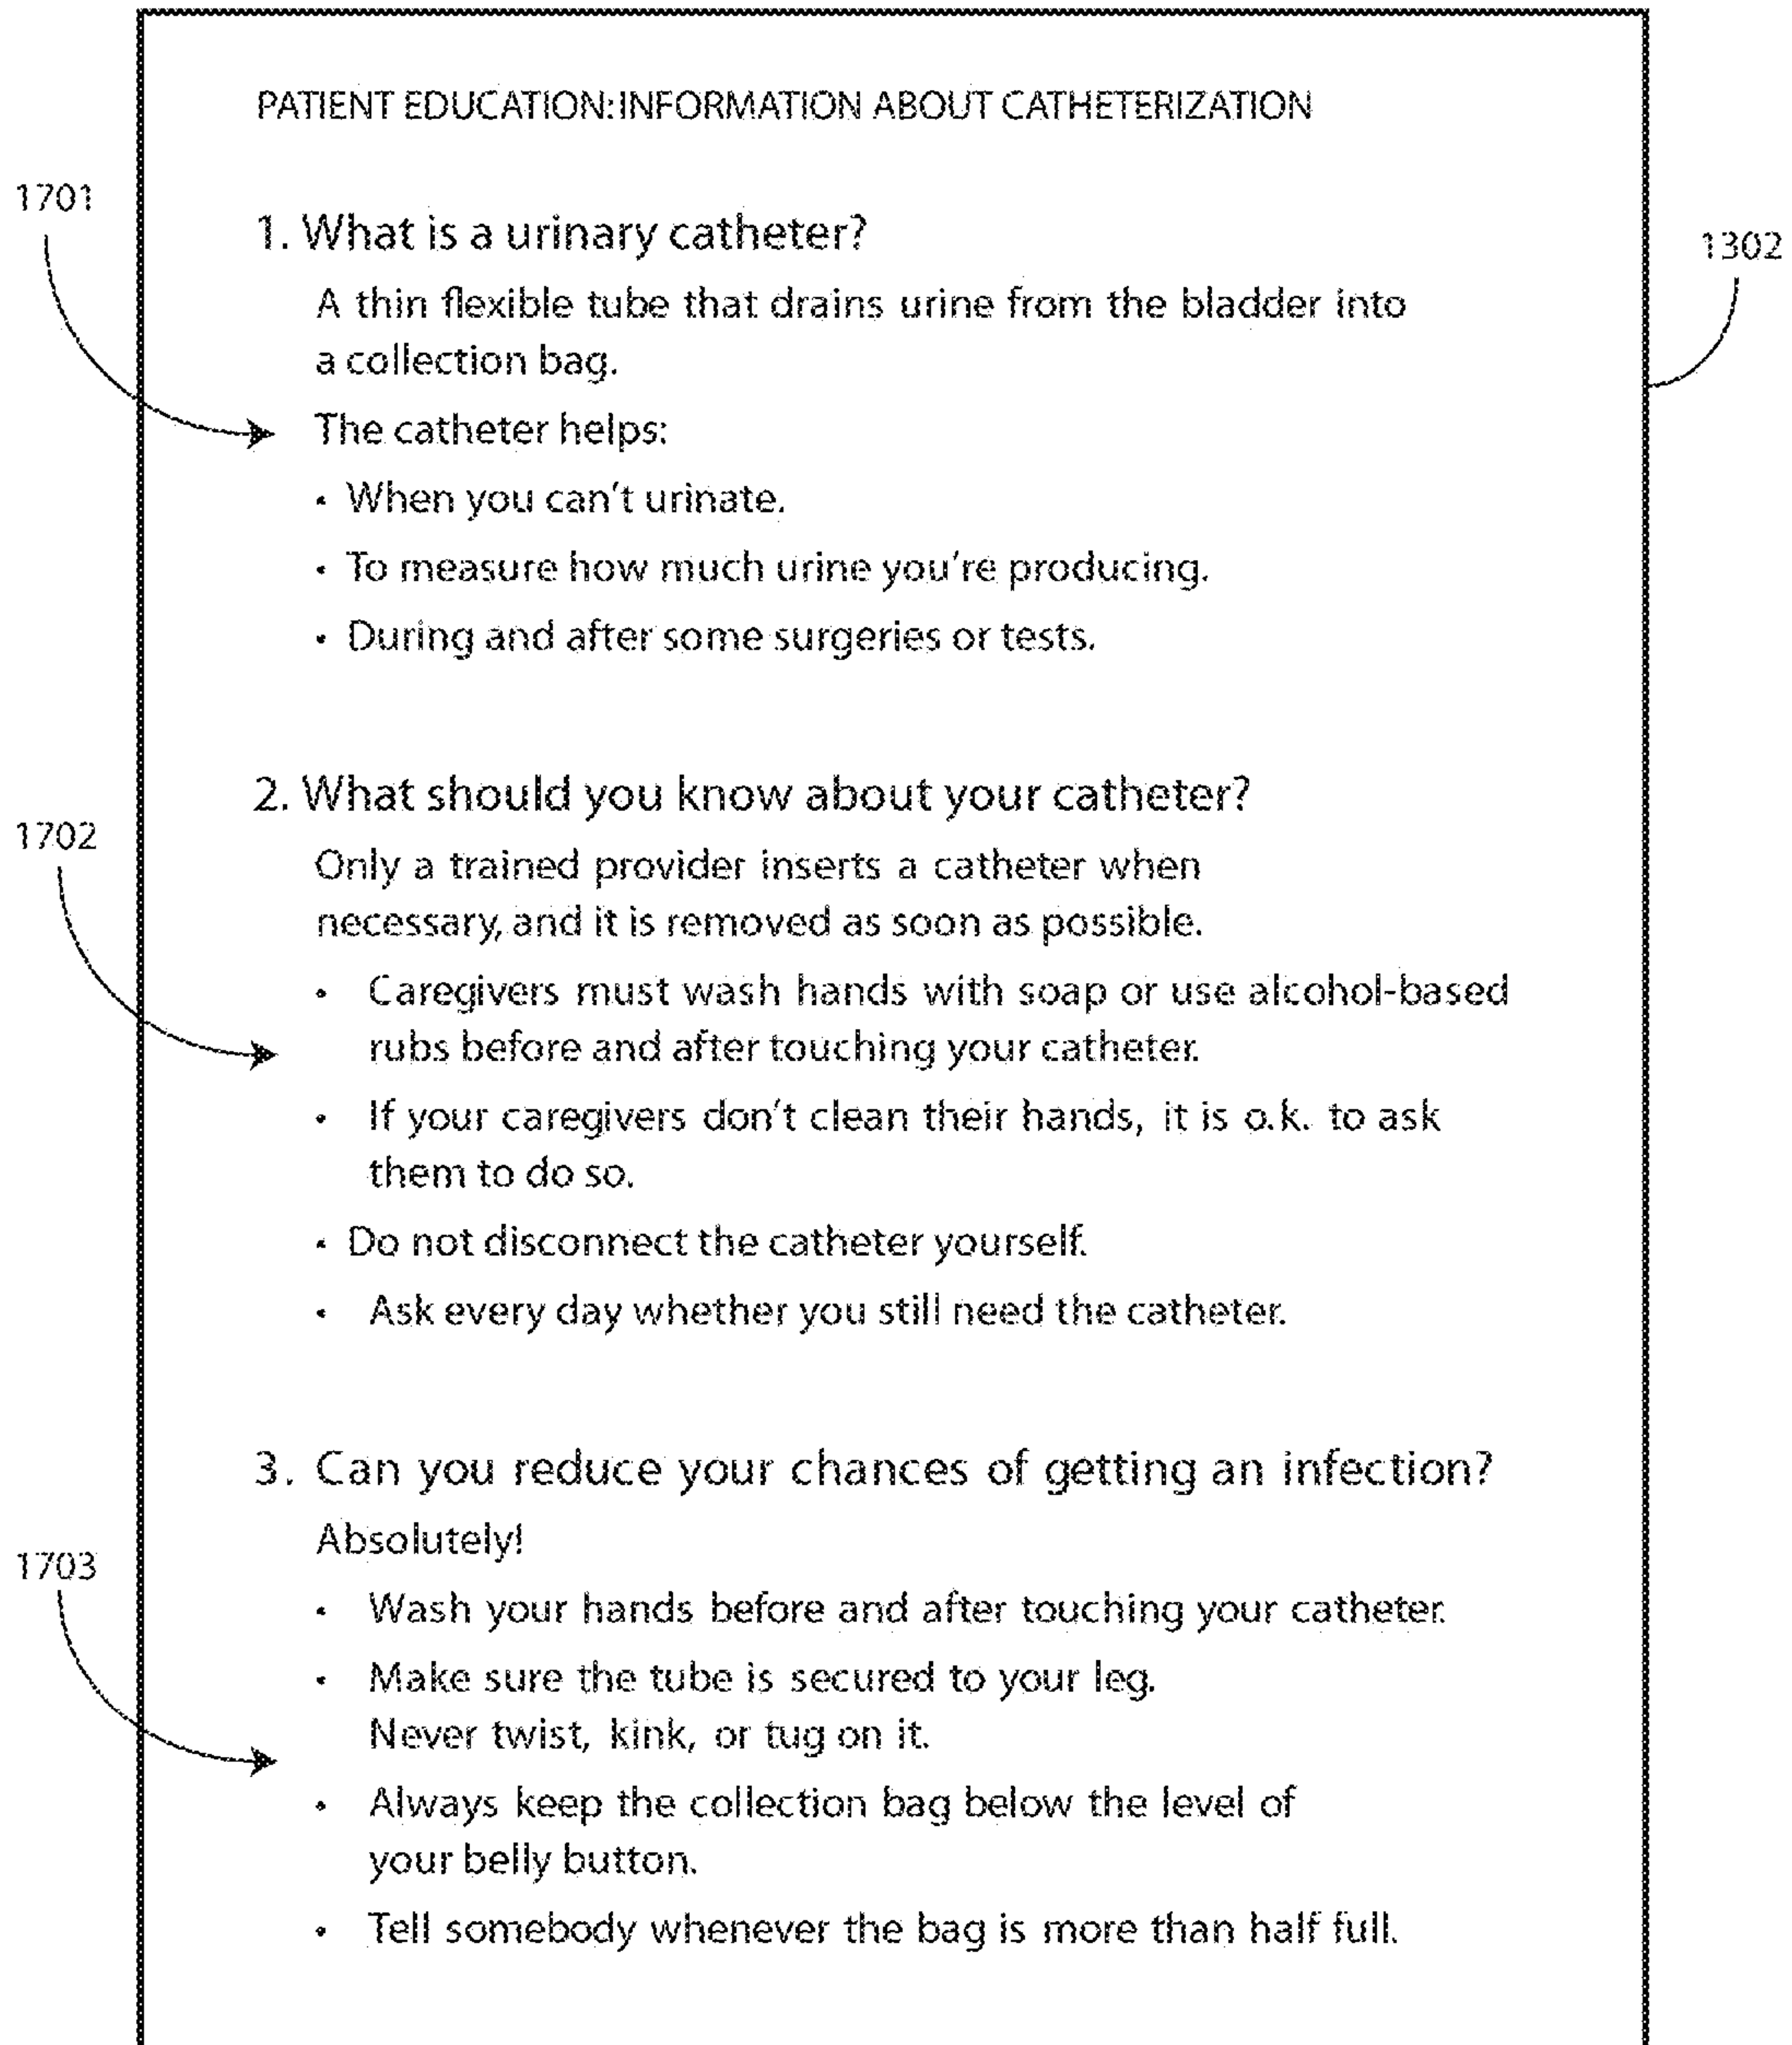 PATIENT EDUCATION: INFORMATION ABOUT CATHETERIZATION
1701
1. What is a urinary catheter?
1302
A thin flexible tube that drains urine from the bladder into
a collection bag.
The catheter helps:
• When you can't urinate.
• To measure how much urine you're producing.
• During and after some surgeries or tests.
2. What should you know about your catheter?
1702
Only a trained provider inserts a catheter when
necessary, and it is removed as soon as possible.
• Caregivers must wash hands with soap or use alcohol-based
rubs before and after touching your catheter.
• If your caregivers don't clean their hands, it is o.k. to ask
them to do so.
• Do not disconnect the catheter yourself.
• Ask every day whether you still need the catheter.
3. Can you reduce your chances of getting an infection?
Absolutely!
1703
• Wash your hands before and after touching your catheter.
• Make sure the tube is secured to your leg.
Never twist, kink, or tug on it.
• Always keep the collection bag below the level of
your belly button.
• Tell somebody whenever the bag is more than half full.